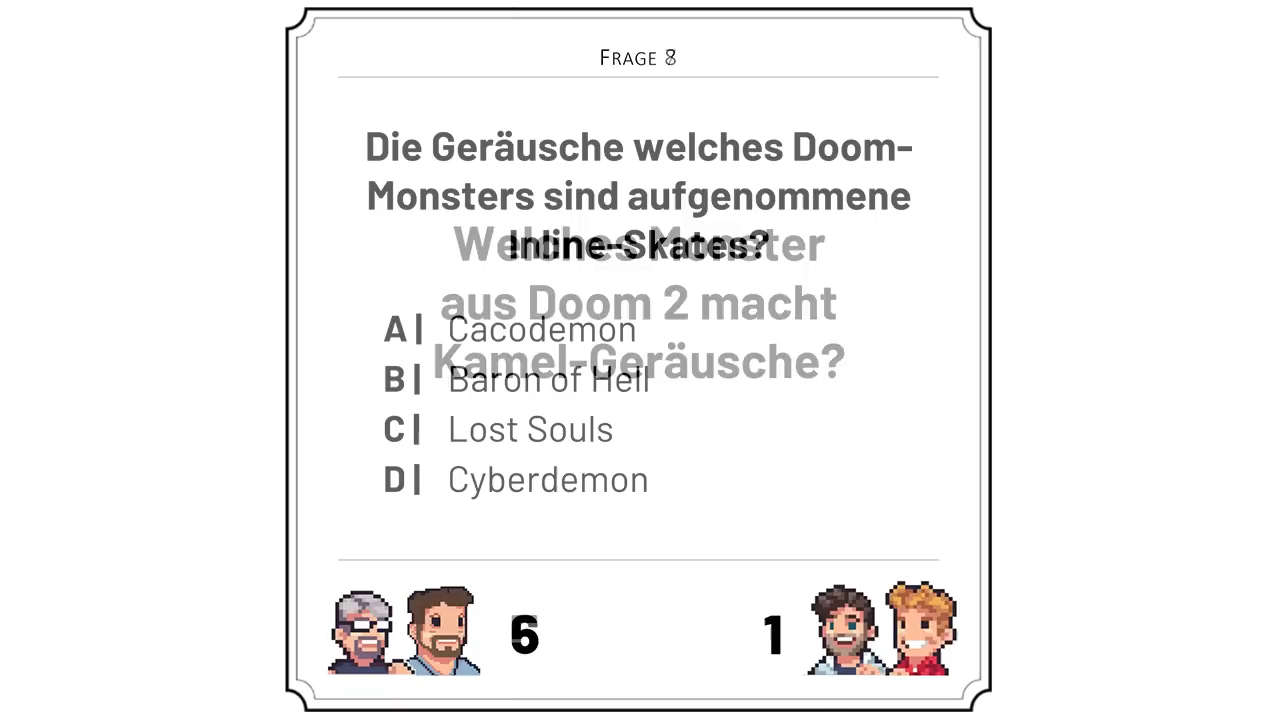 FRAGE 8
Die Geräusche welches Doom-
Monsters sind aufgenommene
Inline-Skates?
Welches Monster
aus Doom 2 macht
Kamel-Geräusche?
A| Cacodemon
B| Baron of Hell
C| Lost Souls
D| Cyberdemon
6 1